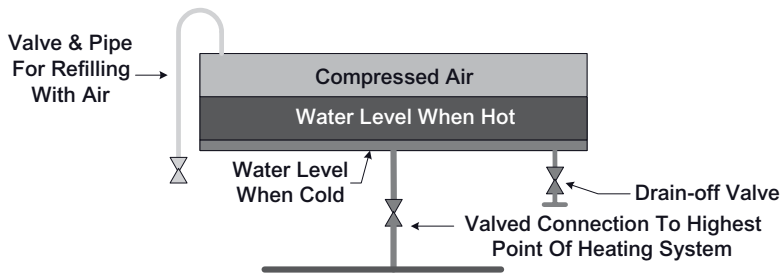 Valve & Pipe
For Refilling
With Air
Compressed Air
Water Level When Hot
Water Level
When Cold
Drain-off Valve
Valved Connection To Highest
Point Of Heating System